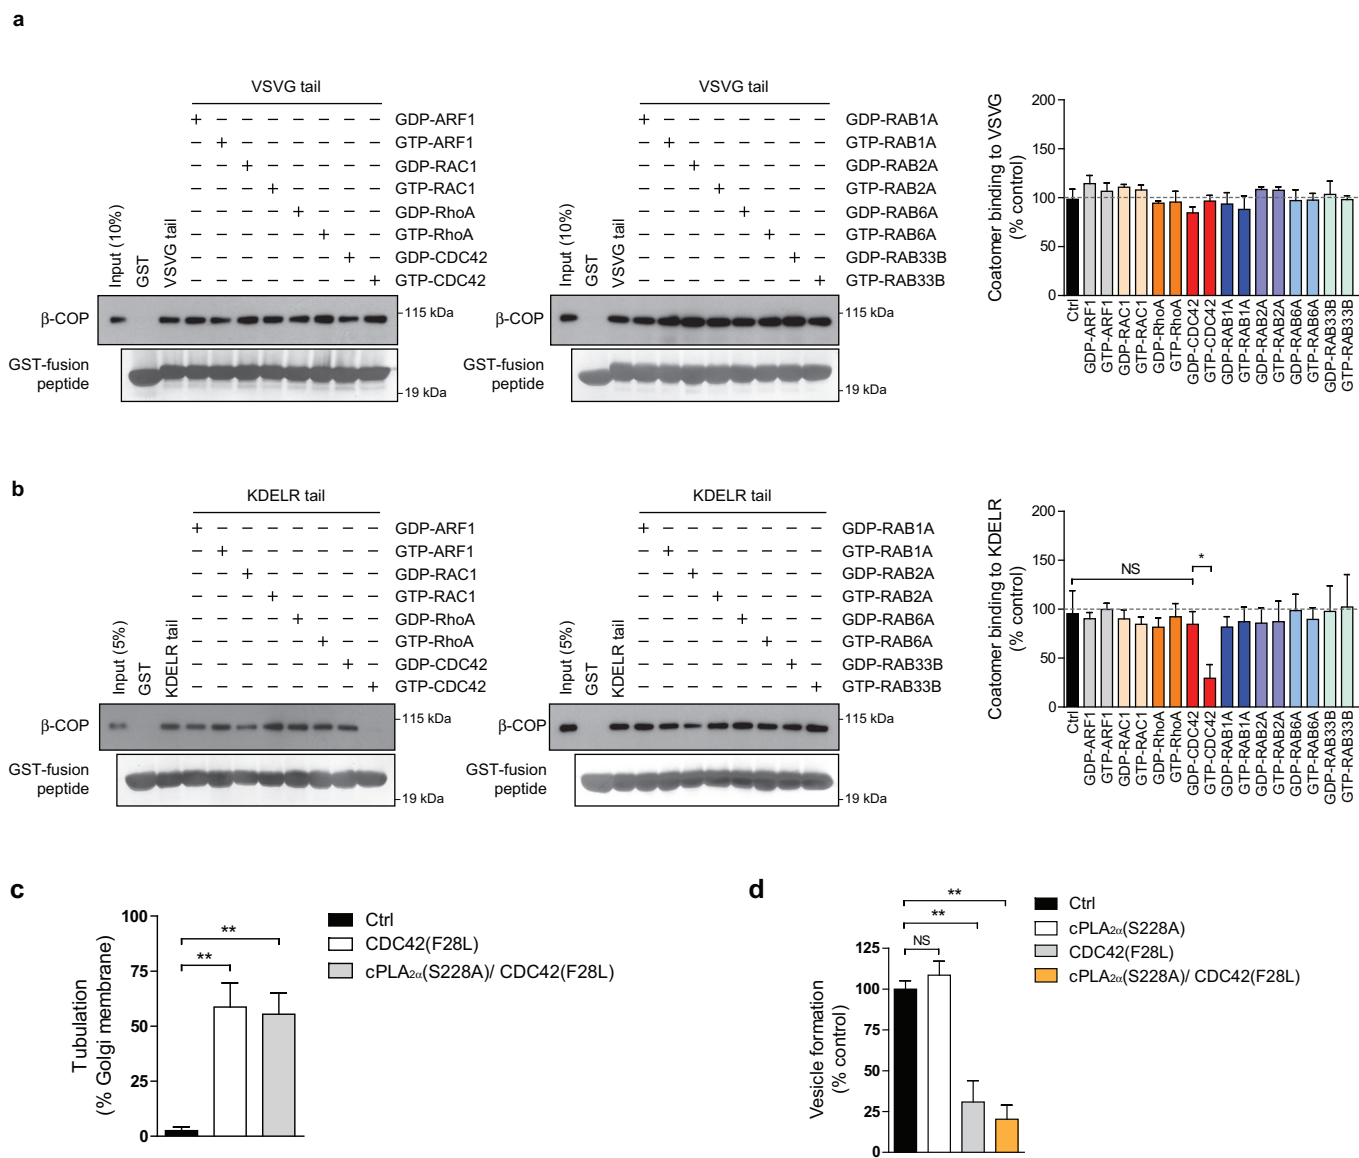 a
VSVG tail
GDP-ARF1
GTP-ARF1
GDP-RAC1
GTP-RAC1
GDP-RhoA
GTP-RhoA
GDP-CDC42
GTP-CDC42
+ – – – – – – –
– + – – – – – –
– – + – – – – –
– – – + – – – –
– – – – + – – –
– – – – – + – –
– – – – – – + –
– – – – – – – +
Input (10%)
GST
VSVG tail
β-COP
115 kDa
GST-fusion
peptide
19 kDa
VSVG tail
GDP-RAB1A
GTP-RAB1A
GDP-RAB2A
GTP-RAB2A
GDP-RAB6A
GTP-RAB6A
GDP-RAB33B
GTP-RAB33B
+ – – – – – – –
– + – – – – – –
– – + – – – – –
– – – + – – – –
– – – – + – – –
– – – – – + – –
– – – – – – + –
– – – – – – – +
Input (10%)
GST
VSVG tail
β-COP
115 kDa
GST-fusion
peptide
19 kDa
Coatomer binding to VSVG
(% control)
200
150
100
50
0
Ctrl
GDP-ARF1
GTP-ARF1
GDP-RAC1
GTP-RAC1
GDP-RhoA
GTP-RhoA
GDP-CDC42
GTP-CDC42
GDP-RAB1A
GTP-RAB1A
GDP-RAB2A
GTP-RAB2A
GDP-RAB6A
GTP-RAB6A
GDP-RAB33B
GTP-RAB33B
b
KDELR tail
GDP-ARF1
GTP-ARF1
GDP-RAC1
GTP-RAC1
GDP-RhoA
GTP-RhoA
GDP-CDC42
GTP-CDC42
+ – – – – – – –
– + – – – – – –
– – + – – – – –
– – – + – – – –
– – – – + – – –
– – – – – + – –
– – – – – – + –
– – – – – – – +
Input (5%)
GST
KDELR tail
β-COP
115 kDa
GST-fusion
peptide
19 kDa
KDELR tail
GDP-RAB1A
GTP-RAB1A
GDP-RAB2A
GTP-RAB2A
GDP-RAB6A
GTP-RAB6A
GDP-RAB33B
GTP-RAB33B
+ – – – – – – –
– + – – – – – –
– – + – – – – –
– – – + – – – –
– – – – + – – –
– – – – – + – –
– – – – – – + –
– – – – – – – +
Input (5%)
GST
KDELR tail
β-COP
115 kDa
GST-fusion
peptide
19 kDa
Coatomer binding to KDELR
(% control)
200
150
100
50
0
NS
*
Ctrl
GDP-ARF1
GTP-ARF1
GDP-RAC1
GTP-RAC1
GDP-RhoA
GTP-RhoA
GDP-CDC42
GTP-CDC42
GDP-RAB1A
GTP-RAB1A
GDP-RAB2A
GTP-RAB2A
GDP-RAB6A
GTP-RAB6A
GDP-RAB33B
GTP-RAB33B
c
Tubulation
(% Golgi membrane)
100
75
50
25
0
**
**
Ctrl
CDC42(F28L)
cPLA2α(S228A)/ CDC42(F28L)
d
Vesicle formation
(% control)
125
100
75
50
25
0
**
**
NS
Ctrl
cPLA2α(S228A)
CDC42(F28L)
cPLA2α(S228A)/ CDC42(F28L)